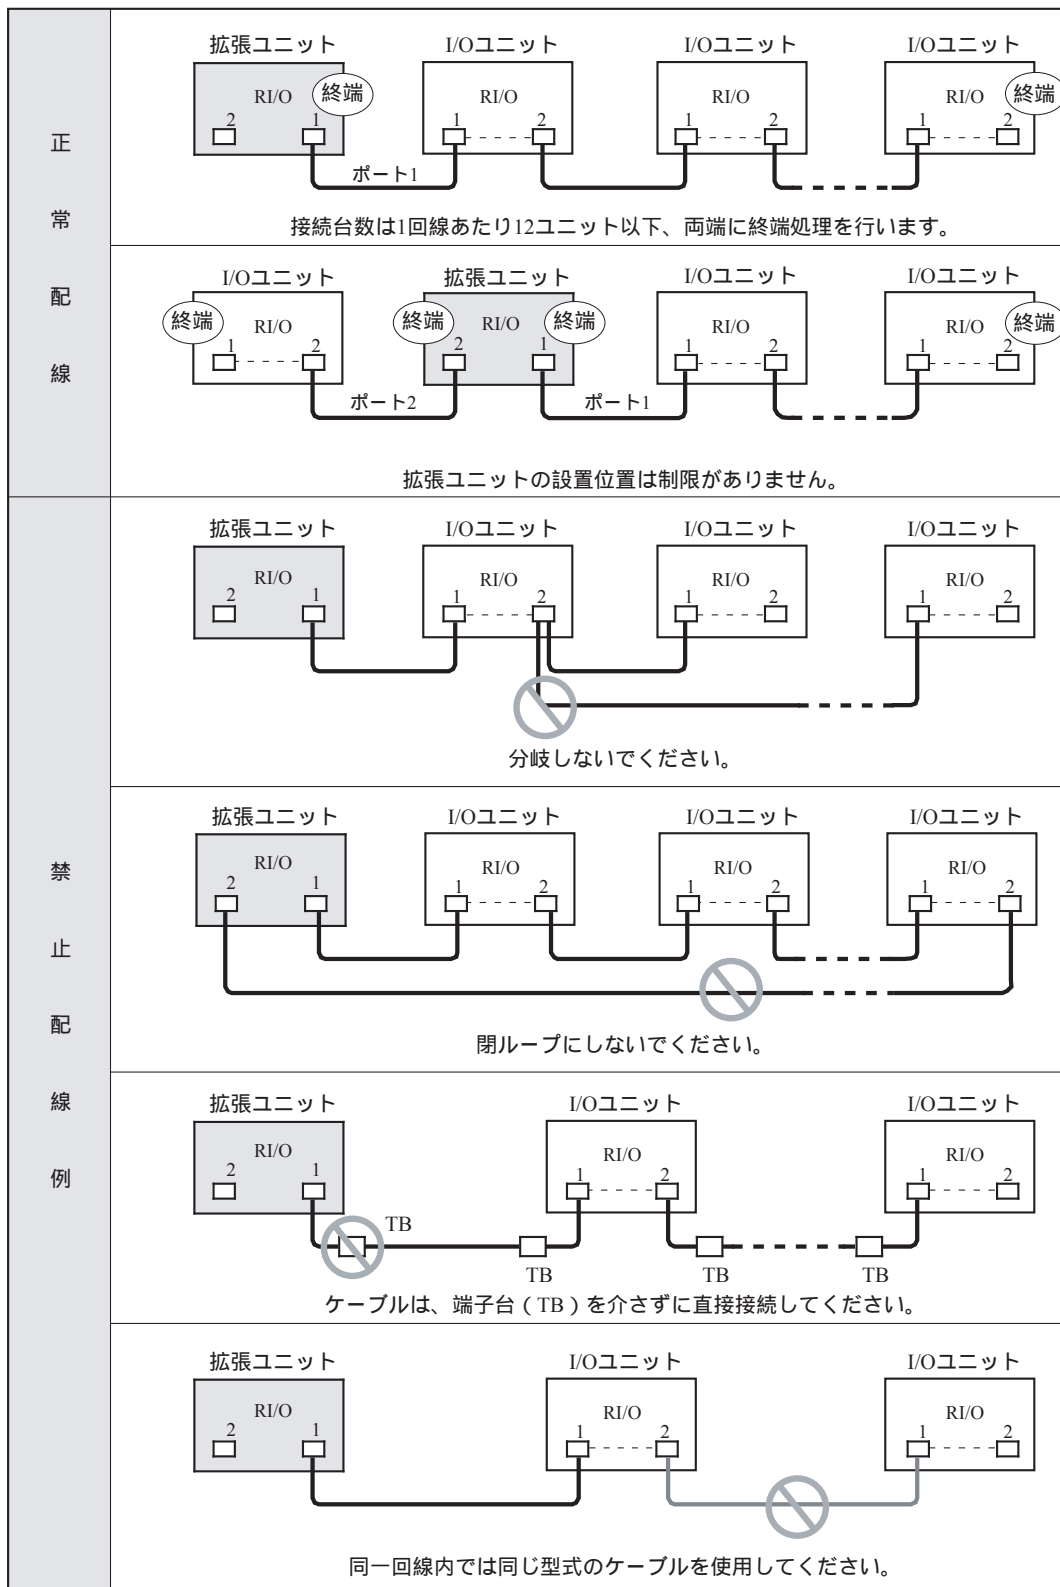 正常配線
拡張ユニット I/Oユニット I/Oユニット I/Oユニット
RI/O 終端 RI/O RI/O RI/O 終端
2 1 1 2 1 2 1 2
ポート1
接続台数は1回線あたり12ユニット以下、両端に終端処理を行います。
I/Oユニット 拡張ユニット I/Oユニット I/Oユニット
終端 RI/O 終端 RI/O 終端 RI/O RI/O 終端
1 2 2 1 1 2 1 2
ポート2 ポート1
拡張ユニットの設置位置は制限がありません。
禁止配線例
拡張ユニット I/Oユニット I/Oユニット I/Oユニット
RI/O RI/O RI/O RI/O
2 1 1 2 1 2 1 2
分岐しないでください。
拡張ユニット I/Oユニット I/Oユニット I/Oユニット
RI/O RI/O RI/O RI/O
2 1 1 2 1 2 1 2
閉ループにしないでください。
拡張ユニット I/Oユニット I/Oユニット
RI/O RI/O RI/O
2 1 1 2 1 2
TB
TB TB TB
ケーブルは、端子台（TB）を介さずに直接接続してください。
拡張ユニット I/Oユニット I/Oユニット
RI/O RI/O RI/O
2 1 1 2 1 2
同一回線内では同じ型式のケーブルを使用してください。